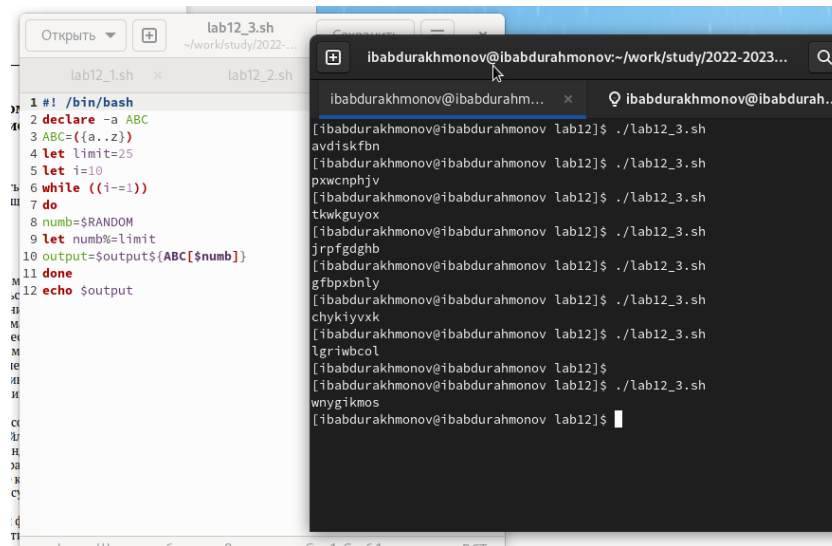 Открыть
lab12_3.sh
~/work/study/2022-...
lab12_1.sh ×
lab12_2.sh
1 #! /bin/bash
2 declare -a ABC
3 ABC=({a..z})
4 let limit=25
5 let i=10
6 while ((i-=1))
7 do
8 numb=$RANDOM
9 let numb%=limit
10 output=$output${ABC[$numb]}
11 done
12 echo $output
ibabdurakhmonov@ibabdurahmonov:~/work/study/2022-2023...
ibabdurakhmonov@ibabdurahm... ×
ibabdurakhmonov@ibabdurah..
[ibabdurakhmonov@ibabdurahmonov lab12]$ ./lab12_3.sh
avdiskfbn
[ibabdurakhmonov@ibabdurahmonov lab12]$ ./lab12_3.sh
pxwcnphjv
[ibabdurakhmonov@ibabdurahmonov lab12]$ ./lab12_3.sh
tkwkguyox
[ibabdurakhmonov@ibabdurahmonov lab12]$ ./lab12_3.sh
jrpfgdghb
[ibabdurakhmonov@ibabdurahmonov lab12]$ ./lab12_3.sh
gfbpxbnly
[ibabdurakhmonov@ibabdurahmonov lab12]$ ./lab12_3.sh
chykiyvxk
[ibabdurakhmonov@ibabdurahmonov lab12]$ ./lab12_3.sh
lgriwbcol
[ibabdurakhmonov@ibabdurahmonov lab12]$
[ibabdurakhmonov@ibabdurahmonov lab12]$ ./lab12_3.sh
wnygikmos
[ibabdurakhmonov@ibabdurahmonov lab12]$